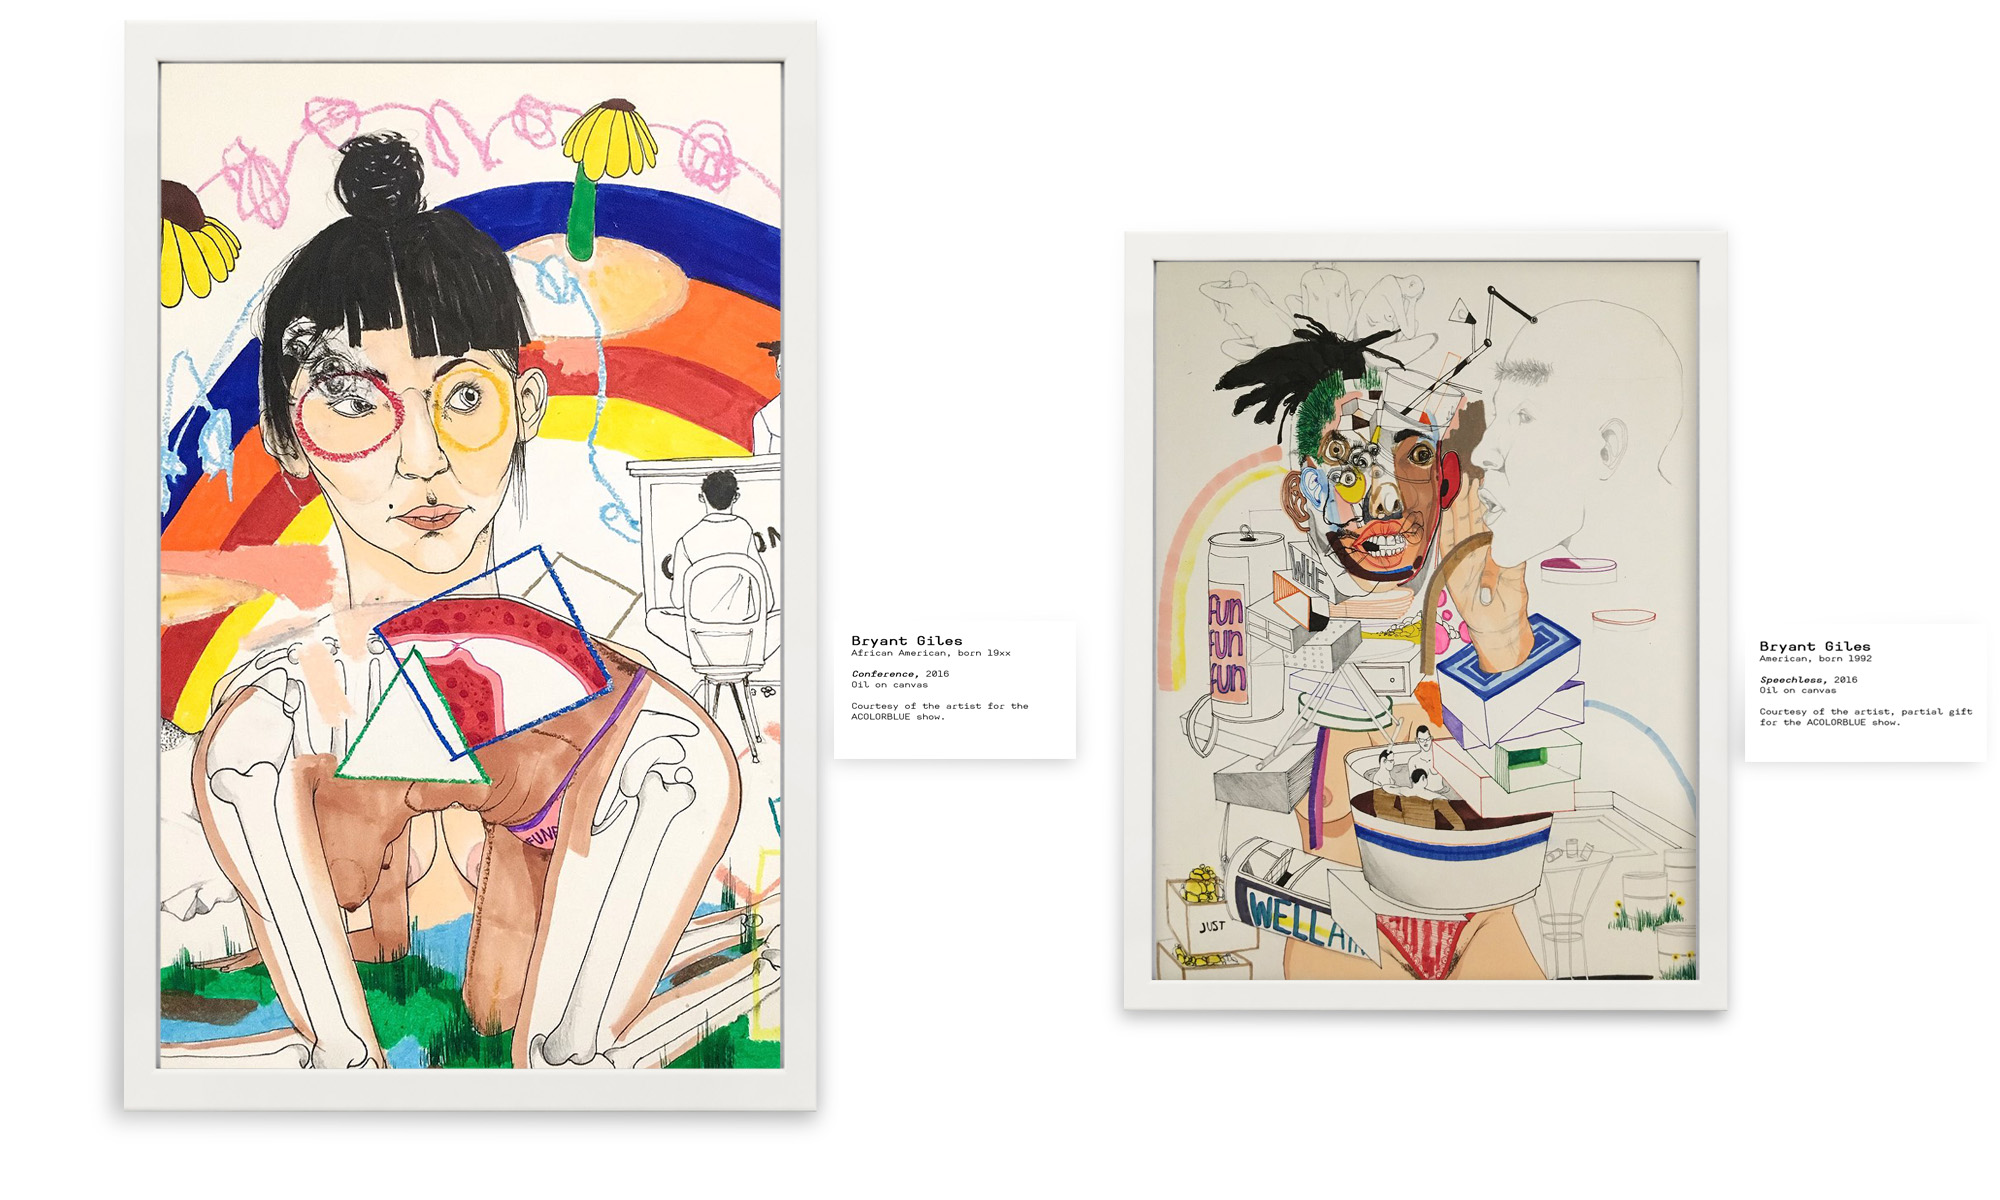 FUN
FUN
FUN
WHE
WELL
JUST
Bryant Giles
African American, born 19xx
Conference, 2016
Oil on canvas
Courtesy of the artist for the
ACOLORBLUE show.
Bryant Giles
American, born 1992
Speechless, 2016
Oil on canvas
Courtesy of the artist, partial gift
for the ACOLORBLUE show.